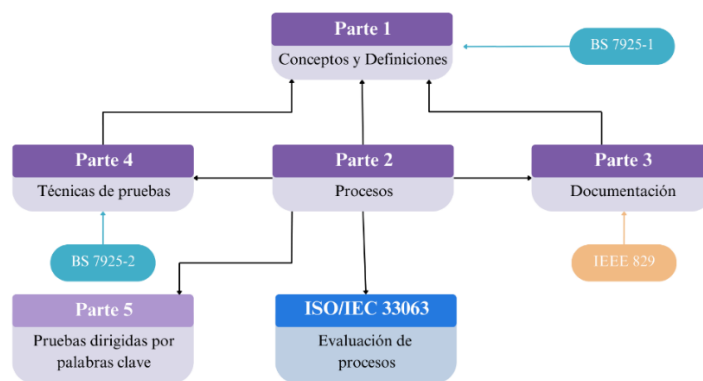 Parte 1
Conceptos y Definiciones
BS 7925-1
Parte 4
Técnicas de pruebas
Parte 2
Procesos
Parte 3
Documentación
BS 7925-2
IEEE 829
Parte 5
Pruebas dirigidas por
palabras clave
ISO/IEC 33063
Evaluación de
procesos